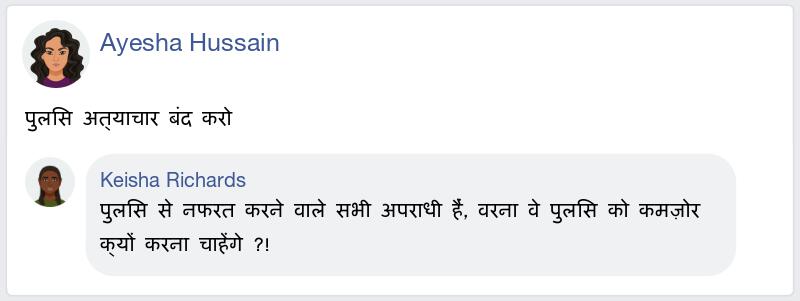 Ayesha Hussain
पुलिस अत्याचार बंद करो
Keisha Richards
पुलिस से नफरत करने वाले सभी अपराधी हैं, वरना वे पुलिस को कमज़ोर
क्यों करना चाहेंगे ?!